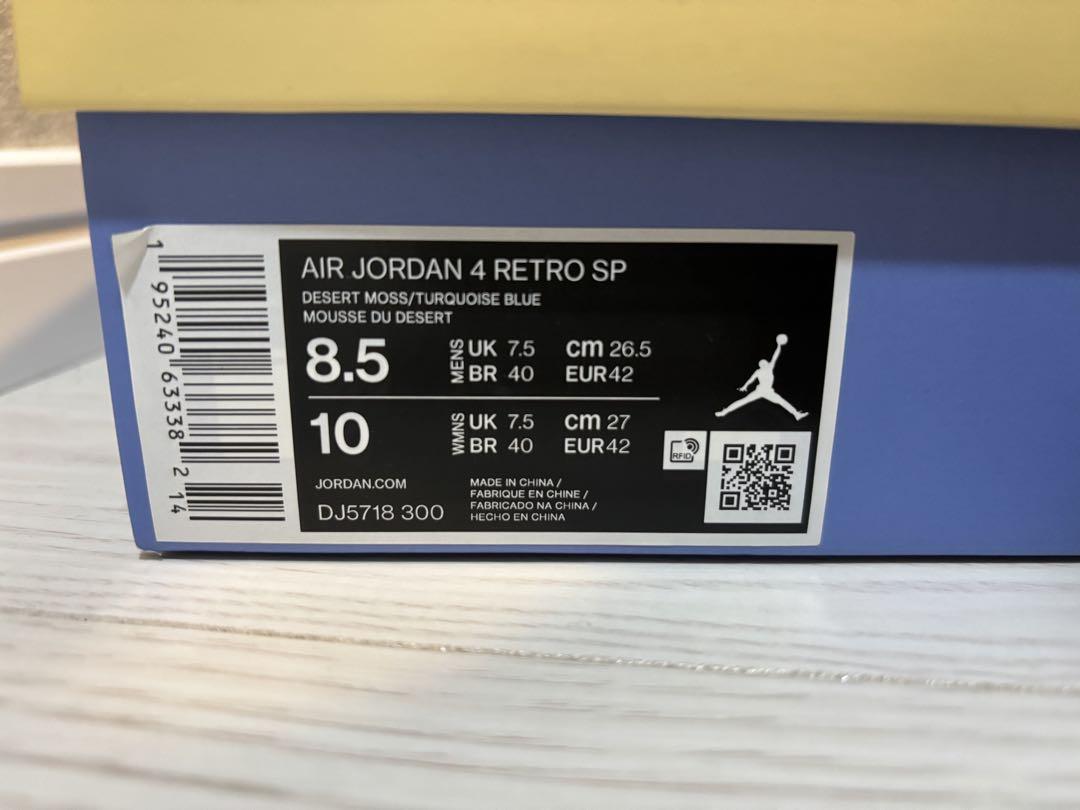 AIR JORDAN 4 RETRO SP
DESERT MOSS/TURQUOISE BLUE
MOUSSE DU DESERT
8.5 MENS UK 7.5 cm 26.5
BR 40 EUR 42
10 WMNS UK 7.5 cm 27
BR 40 EUR 42
JORDAN.COM
DJ5718 300
MADE IN CHINA /
FABRIQUE EN CHINE /
FABRICADO NA CHINA /
HECHO EN CHINA
RFID
1 95240 63338 2 14